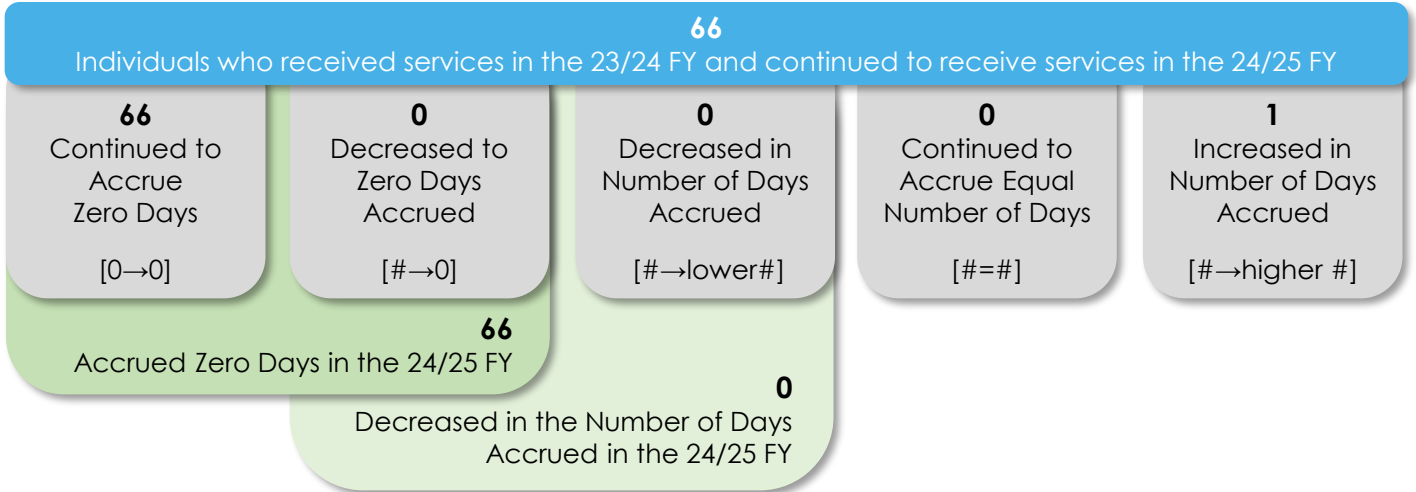 66
Individuals who received services in the 23/24 FY and continued to receive services in the 24/25 FY
66
Continued to
Accrue
Zero Days
[0→0]
0
Decreased to
Zero Days
Accrued
[#→0]
0
Decreased in
Number of Days
Accrued
[#→lower#]
0
Continued to
Accrue Equal
Number of Days
[#=#]
1
Increased in
Number of Days
Accrued
[#→higher #]
66
Accrued Zero Days in the 24/25 FY
0
Decreased in the Number of Days
Accrued in the 24/25 FY